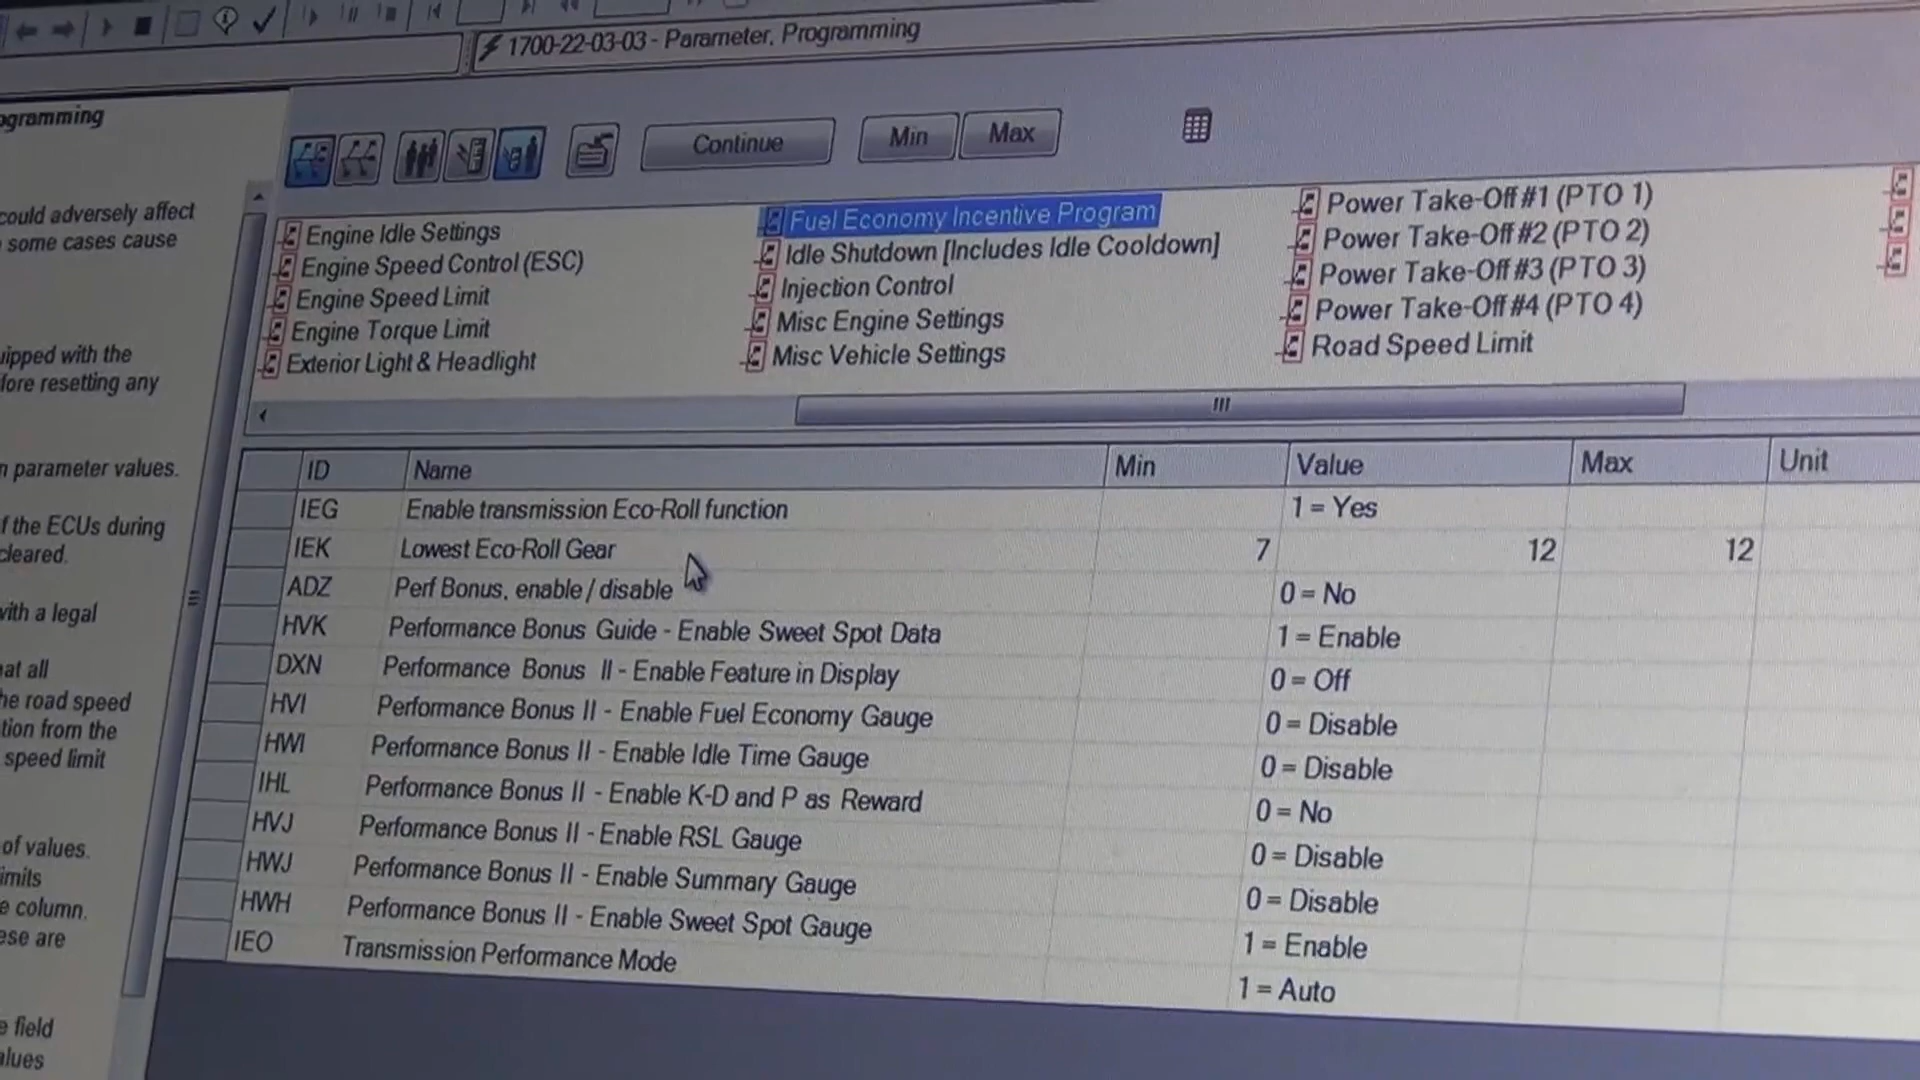 1700-22-03-03 - Parameter, Programming
ogramming
Continue
Min
Max
could adversely affect
some cases cause
uipped with the
fore resetting any
n parameter values.
f the ECUs during
cleared.
with a legal
at all
he road speed
tion from the
speed limit
of values.
imits
e column.
ese are
e field
alues
Engine Idle Settings
Engine Speed Control (ESC)
Engine Speed Limit
Engine Torque Limit
Exterior Light & Headlight
Fuel Economy Incentive Program
Idle Shutdown [Includes Idle Cooldown]
Injection Control
Misc Engine Settings
Misc Vehicle Settings
Power Take-Off #1 (PTO 1)
Power Take-Off #2 (PTO 2)
Power Take-Off #3 (PTO 3)
Power Take-Off #4 (PTO 4)
Road Speed Limit
ID Name Min Value Max Unit
IEG Enable transmission Eco-Roll function 1 = Yes
IEK Lowest Eco-Roll Gear 7 12 12
ADZ Perf Bonus, enable / disable 0 = No
HVK Performance Bonus Guide - Enable Sweet Spot Data 1 = Enable
DXN Performance Bonus II - Enable Feature in Display 0 = Off
HVI Performance Bonus II - Enable Fuel Economy Gauge 0 = Disable
HWI Performance Bonus II - Enable Idle Time Gauge 0 = Disable
IHL Performance Bonus II - Enable K-D and P as Reward 0 = No
HVJ Performance Bonus II - Enable RSL Gauge 0 = Disable
HWJ Performance Bonus II - Enable Summary Gauge 0 = Disable
HWH Performance Bonus II - Enable Sweet Spot Gauge 1 = Enable
IEO Transmission Performance Mode 1 = Auto